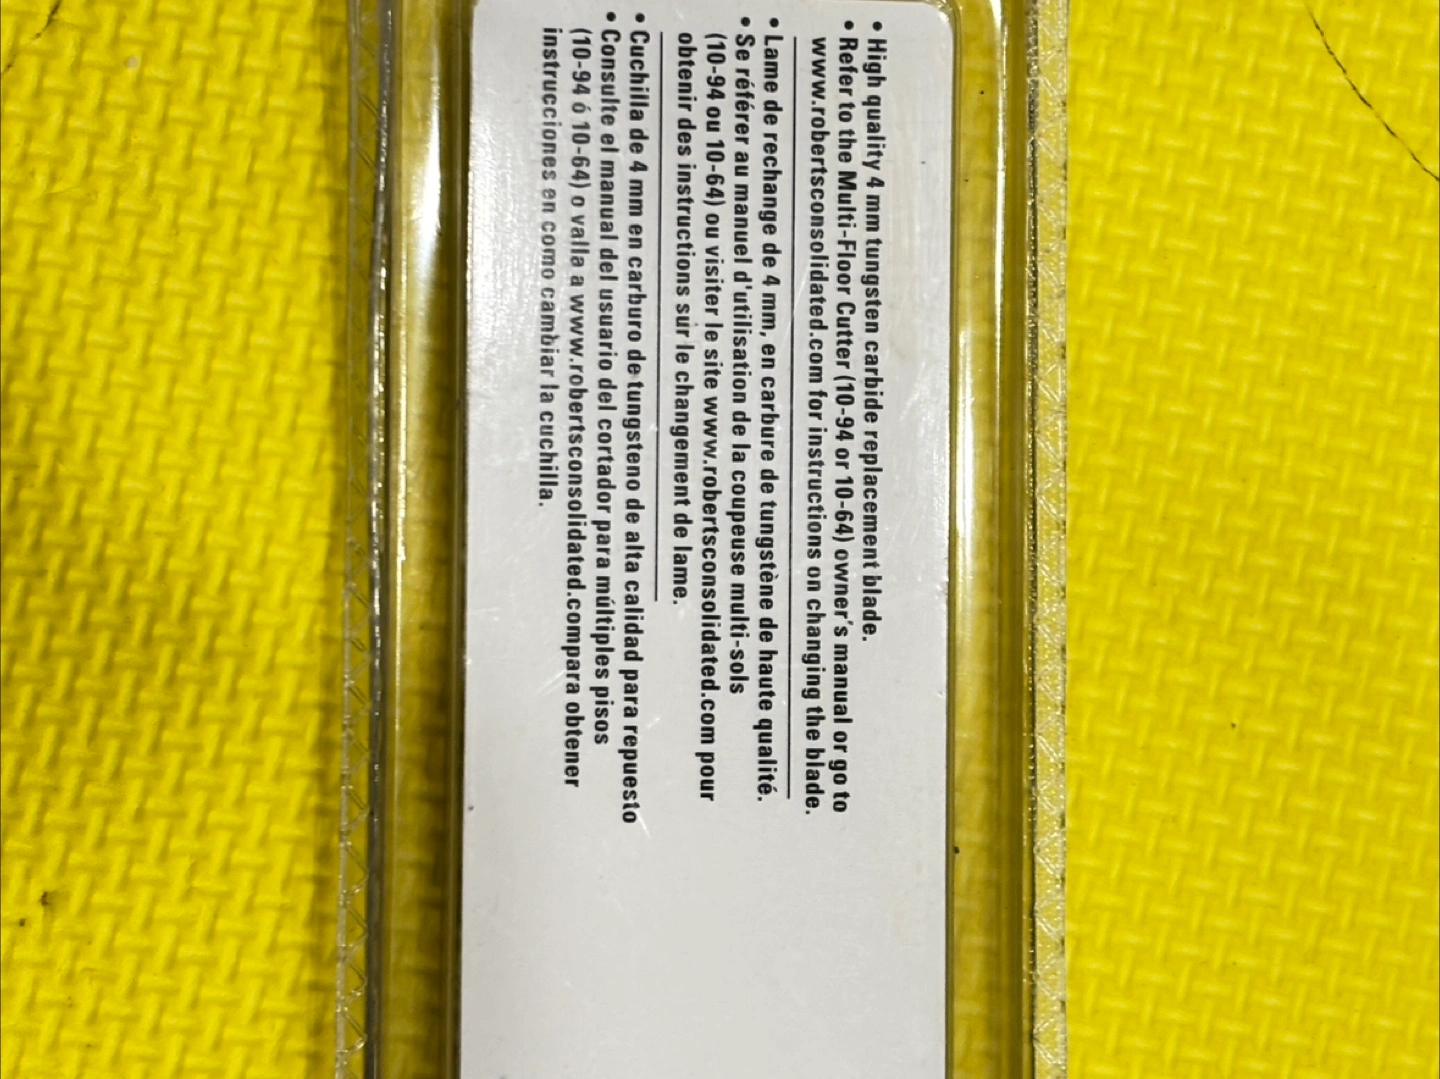 • High quality 4 mm tungsten carbide replacement blade.
• Refer to the Multi-Floor Cutter (10-94 or 10-64) owner's manual or go to
www.robertsconsolidated.com for instructions on changing the blade.
• Lame de rechange de 4 mm, en carbure de tungstène de haute qualité.
• Se référer au manuel d'utilisation de la coupeuse multi-sols
(10-94 ou 10-64) ou visiter le site www.robertsconsolidated.com pour
obtenir des instructions sur le changement de lame.
• Cuchilla de 4 mm en carburo de tungsteno de alta calidad para repuesto
• Consulte el manual del usuario del cortador para múltiples pisos
(10-94 ó 10-64) o valla a www.robertsconsolidated.com para obtener
instrucciones en como cambiar la cuchilla.